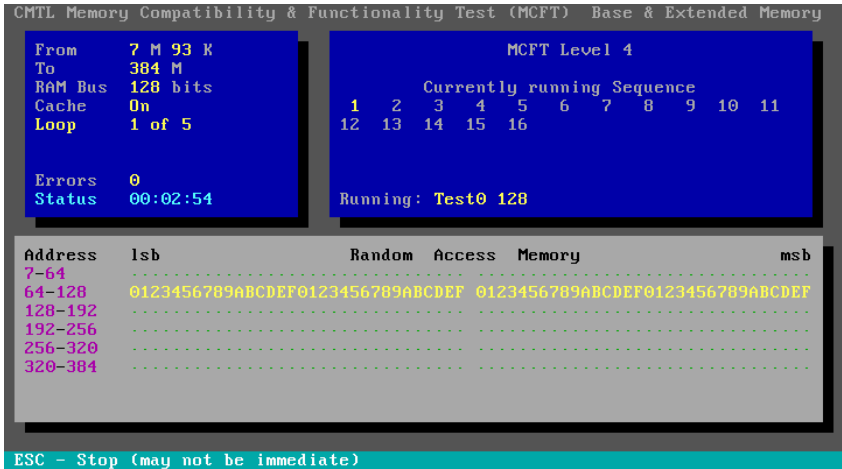 CMTL Memory Compatibility & Functionality Test (MCFT) Base & Extended Memory
From 7 M 93 K
To 384 M
RAM Bus 128 bits
Cache On
Loop 1 of 5
Errors 0
Status 00:02:54
MCFT Level 4
Currently running Sequence
1 2 3 4 5 6 7 8 9 10 11
12 13 14 15 16
Running: Test0 128
Address lsb Random Access Memory msb
7-64 ................................ ................................
64-128 0123456789ABCDEF0123456789ABCDEF 0123456789ABCDEF0123456789ABCDEF
128-192 ................................ ................................
192-256 ................................ ................................
256-320 ................................ ................................
320-384 ................................ ................................
ESC - Stop (may not be immediate)